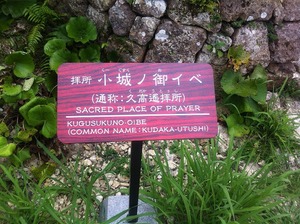 拝所 小城ノ御イベ
(通称：久高遥拝所)
SACRED PLACE OF PRAYER
KUGUSUKUNO-OIBE
(COMMON NAME : KUDAKA-UTUSHI)